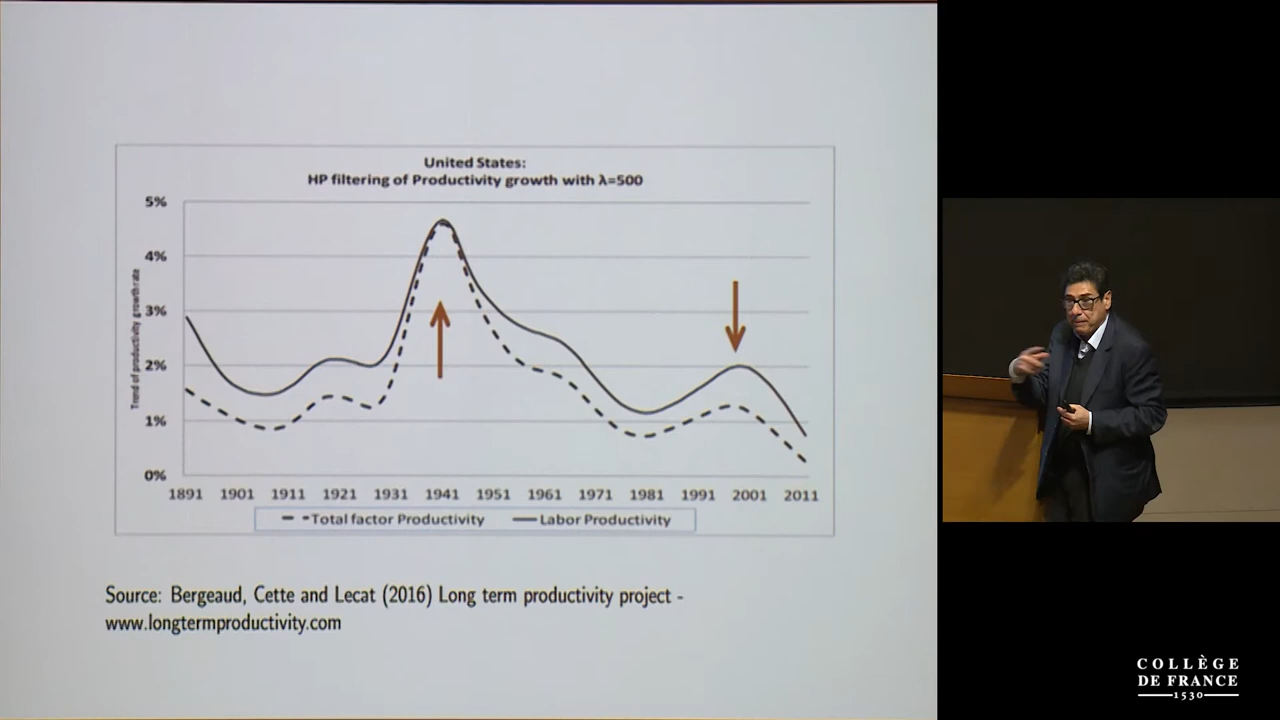 United States:
HP filtering of Productivity growth with λ=500
Trend of productivity growth rate
5%
4%
3%
2%
1%
0%
1891 1901 1911 1921 1931 1941 1951 1961 1971 1981 1991 2001 2011
Total factor Productivity Labor Productivity
Source: Bergeaud, Cette and Lecat (2016) Long term productivity project -
www.longtermproductivity.com
COLLÈGE
DE FRANCE
1530